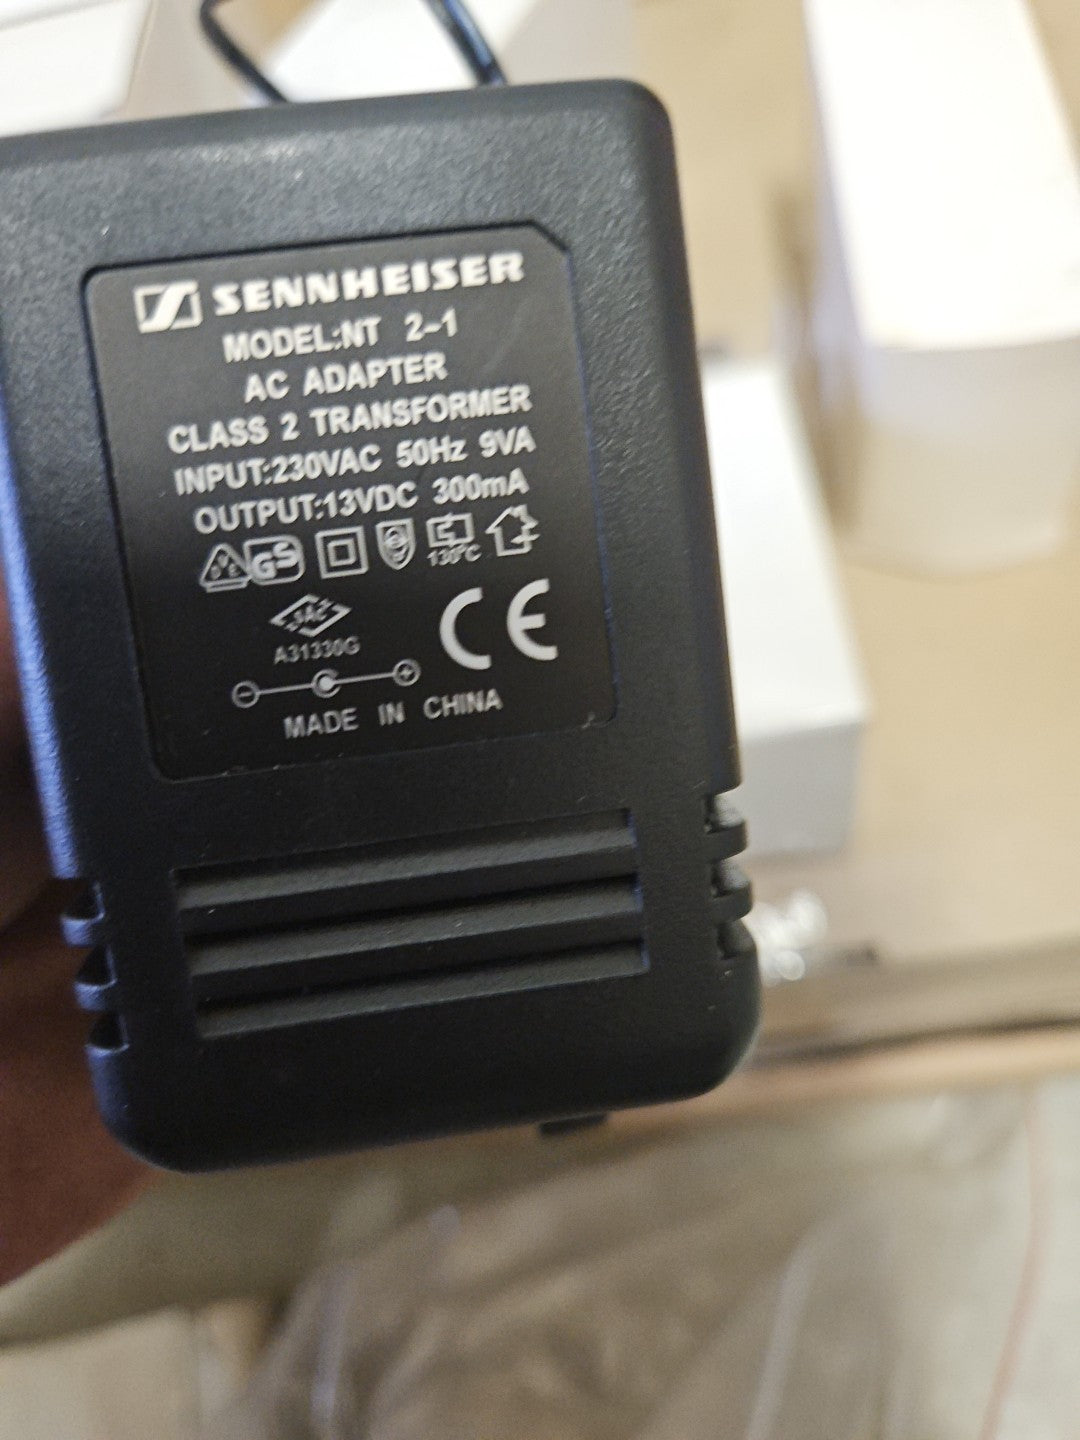 SENNHEISER
MODEL:NT 2-1
AC ADAPTER
CLASS 2 TRANSFORMER
INPUT:230VAC 50Hz 9VA
OUTPUT:13VDC 300mA
GS
130°C
A31330G
CE
MADE IN CHINA